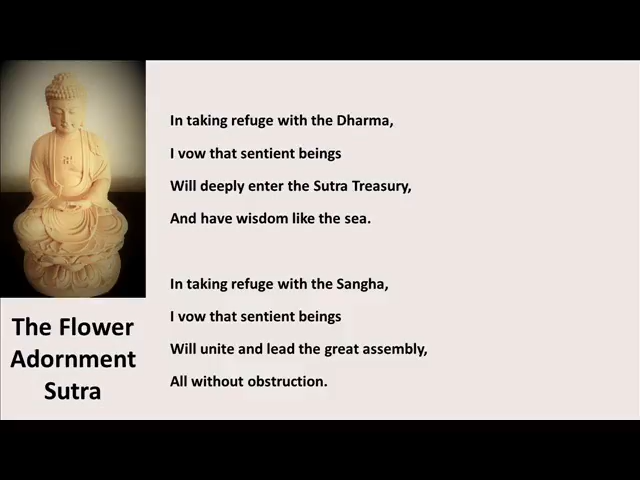 In taking refuge with the Dharma,
I vow that sentient beings
Will deeply enter the Sutra Treasury,
And have wisdom like the sea.
In taking refuge with the Sangha,
I vow that sentient beings
Will unite and lead the great assembly,
All without obstruction.
The Flower
Adornment
Sutra